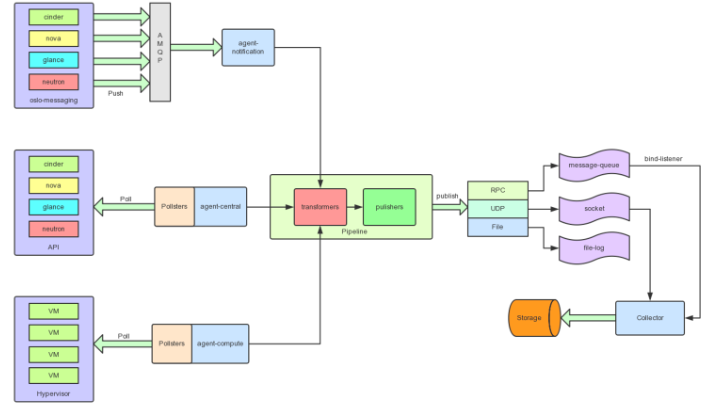 cinder
nova
glance
neutron
oslo-messaging
Push
A
M
Q
P
agent-
notification
cinder
nova
glance
neutron
API
Poll
Pollsters
agent-central
transformers
pulishers
Pipeline
publish
RPC
UDP
File
message-queue
bind-listener
socket
file-log
VM
VM
VM
VM
Hypervisor
Poll
Pollsters
agent-compute
Storage
Collector